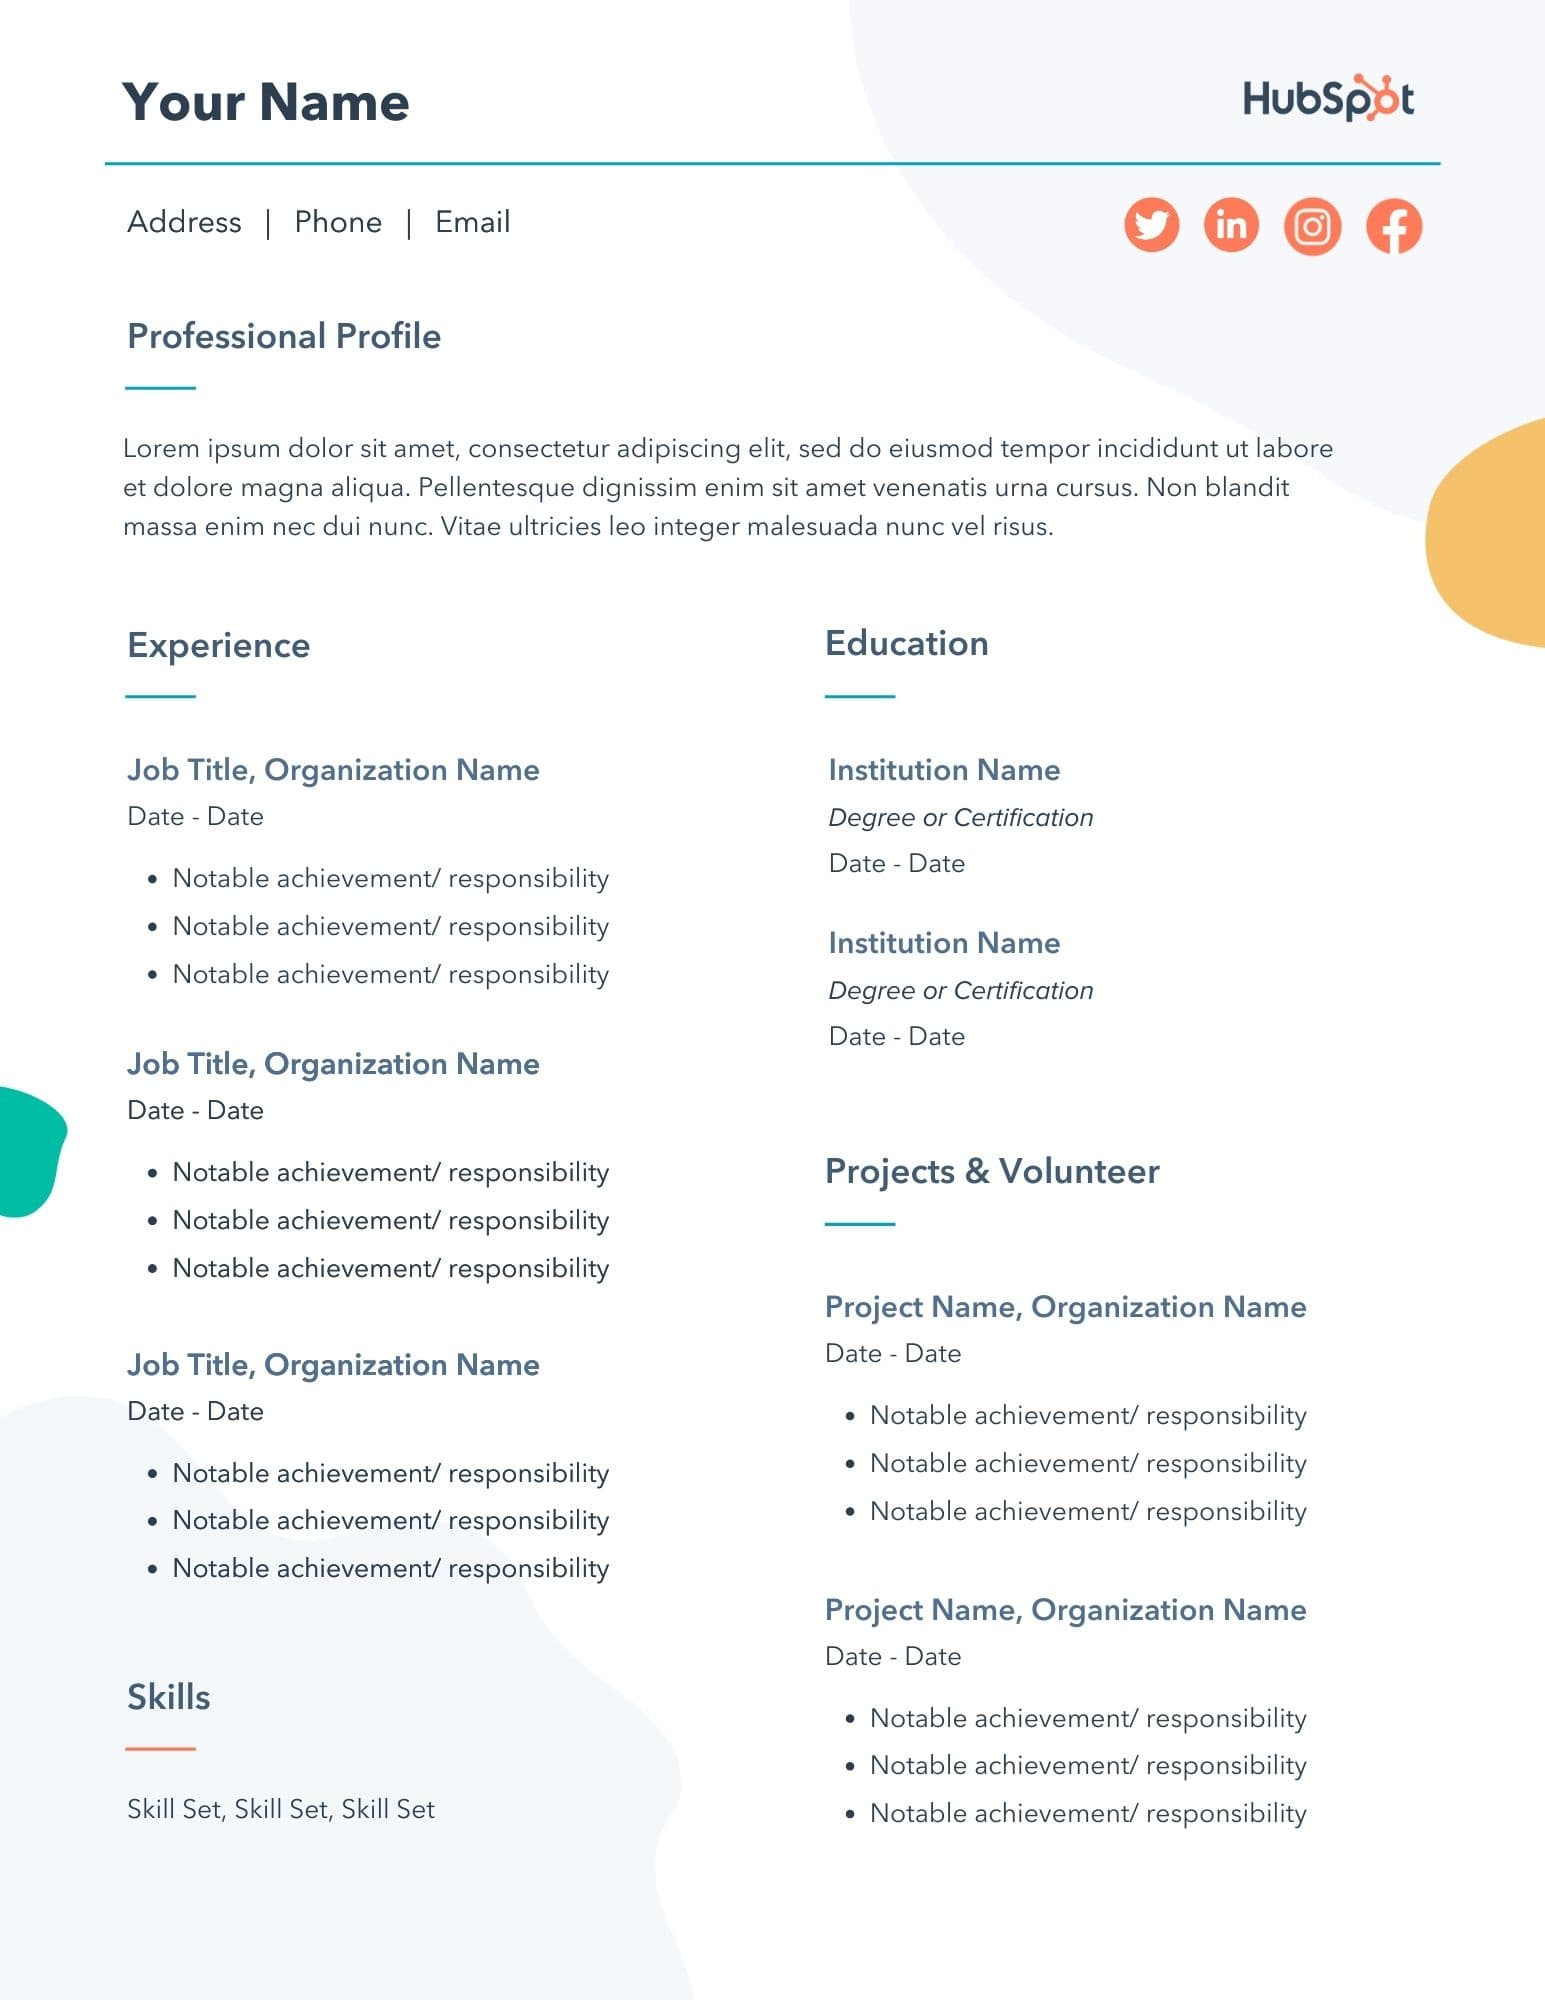 Your Name
HubSpot
Address | Phone | Email
Professional Profile
Lorem ipsum dolor sit amet, consectetur adipiscing elit, sed do eiusmod tempor incididunt ut labore
et dolore magna aliqua. Pellentesque dignissim enim sit amet venenatis urna cursus. Non blandit
massa enim nec dui nunc. Vitae ultricies leo integer malesuada nunc vel risus.
Experience
Job Title, Organization Name
Date - Date
• Notable achievement/ responsibility
• Notable achievement/ responsibility
• Notable achievement/ responsibility
Job Title, Organization Name
Date - Date
• Notable achievement/ responsibility
• Notable achievement/ responsibility
• Notable achievement/ responsibility
Job Title, Organization Name
Date - Date
• Notable achievement/ responsibility
• Notable achievement/ responsibility
• Notable achievement/ responsibility
Skills
Skill Set, Skill Set, Skill Set
Education
Institution Name
Degree or Certification
Date - Date
Institution Name
Degree or Certification
Date - Date
Projects & Volunteer
Project Name, Organization Name
Date - Date
• Notable achievement/ responsibility
• Notable achievement/ responsibility
• Notable achievement/ responsibility
Project Name, Organization Name
Date - Date
• Notable achievement/ responsibility
• Notable achievement/ responsibility
• Notable achievement/ responsibility